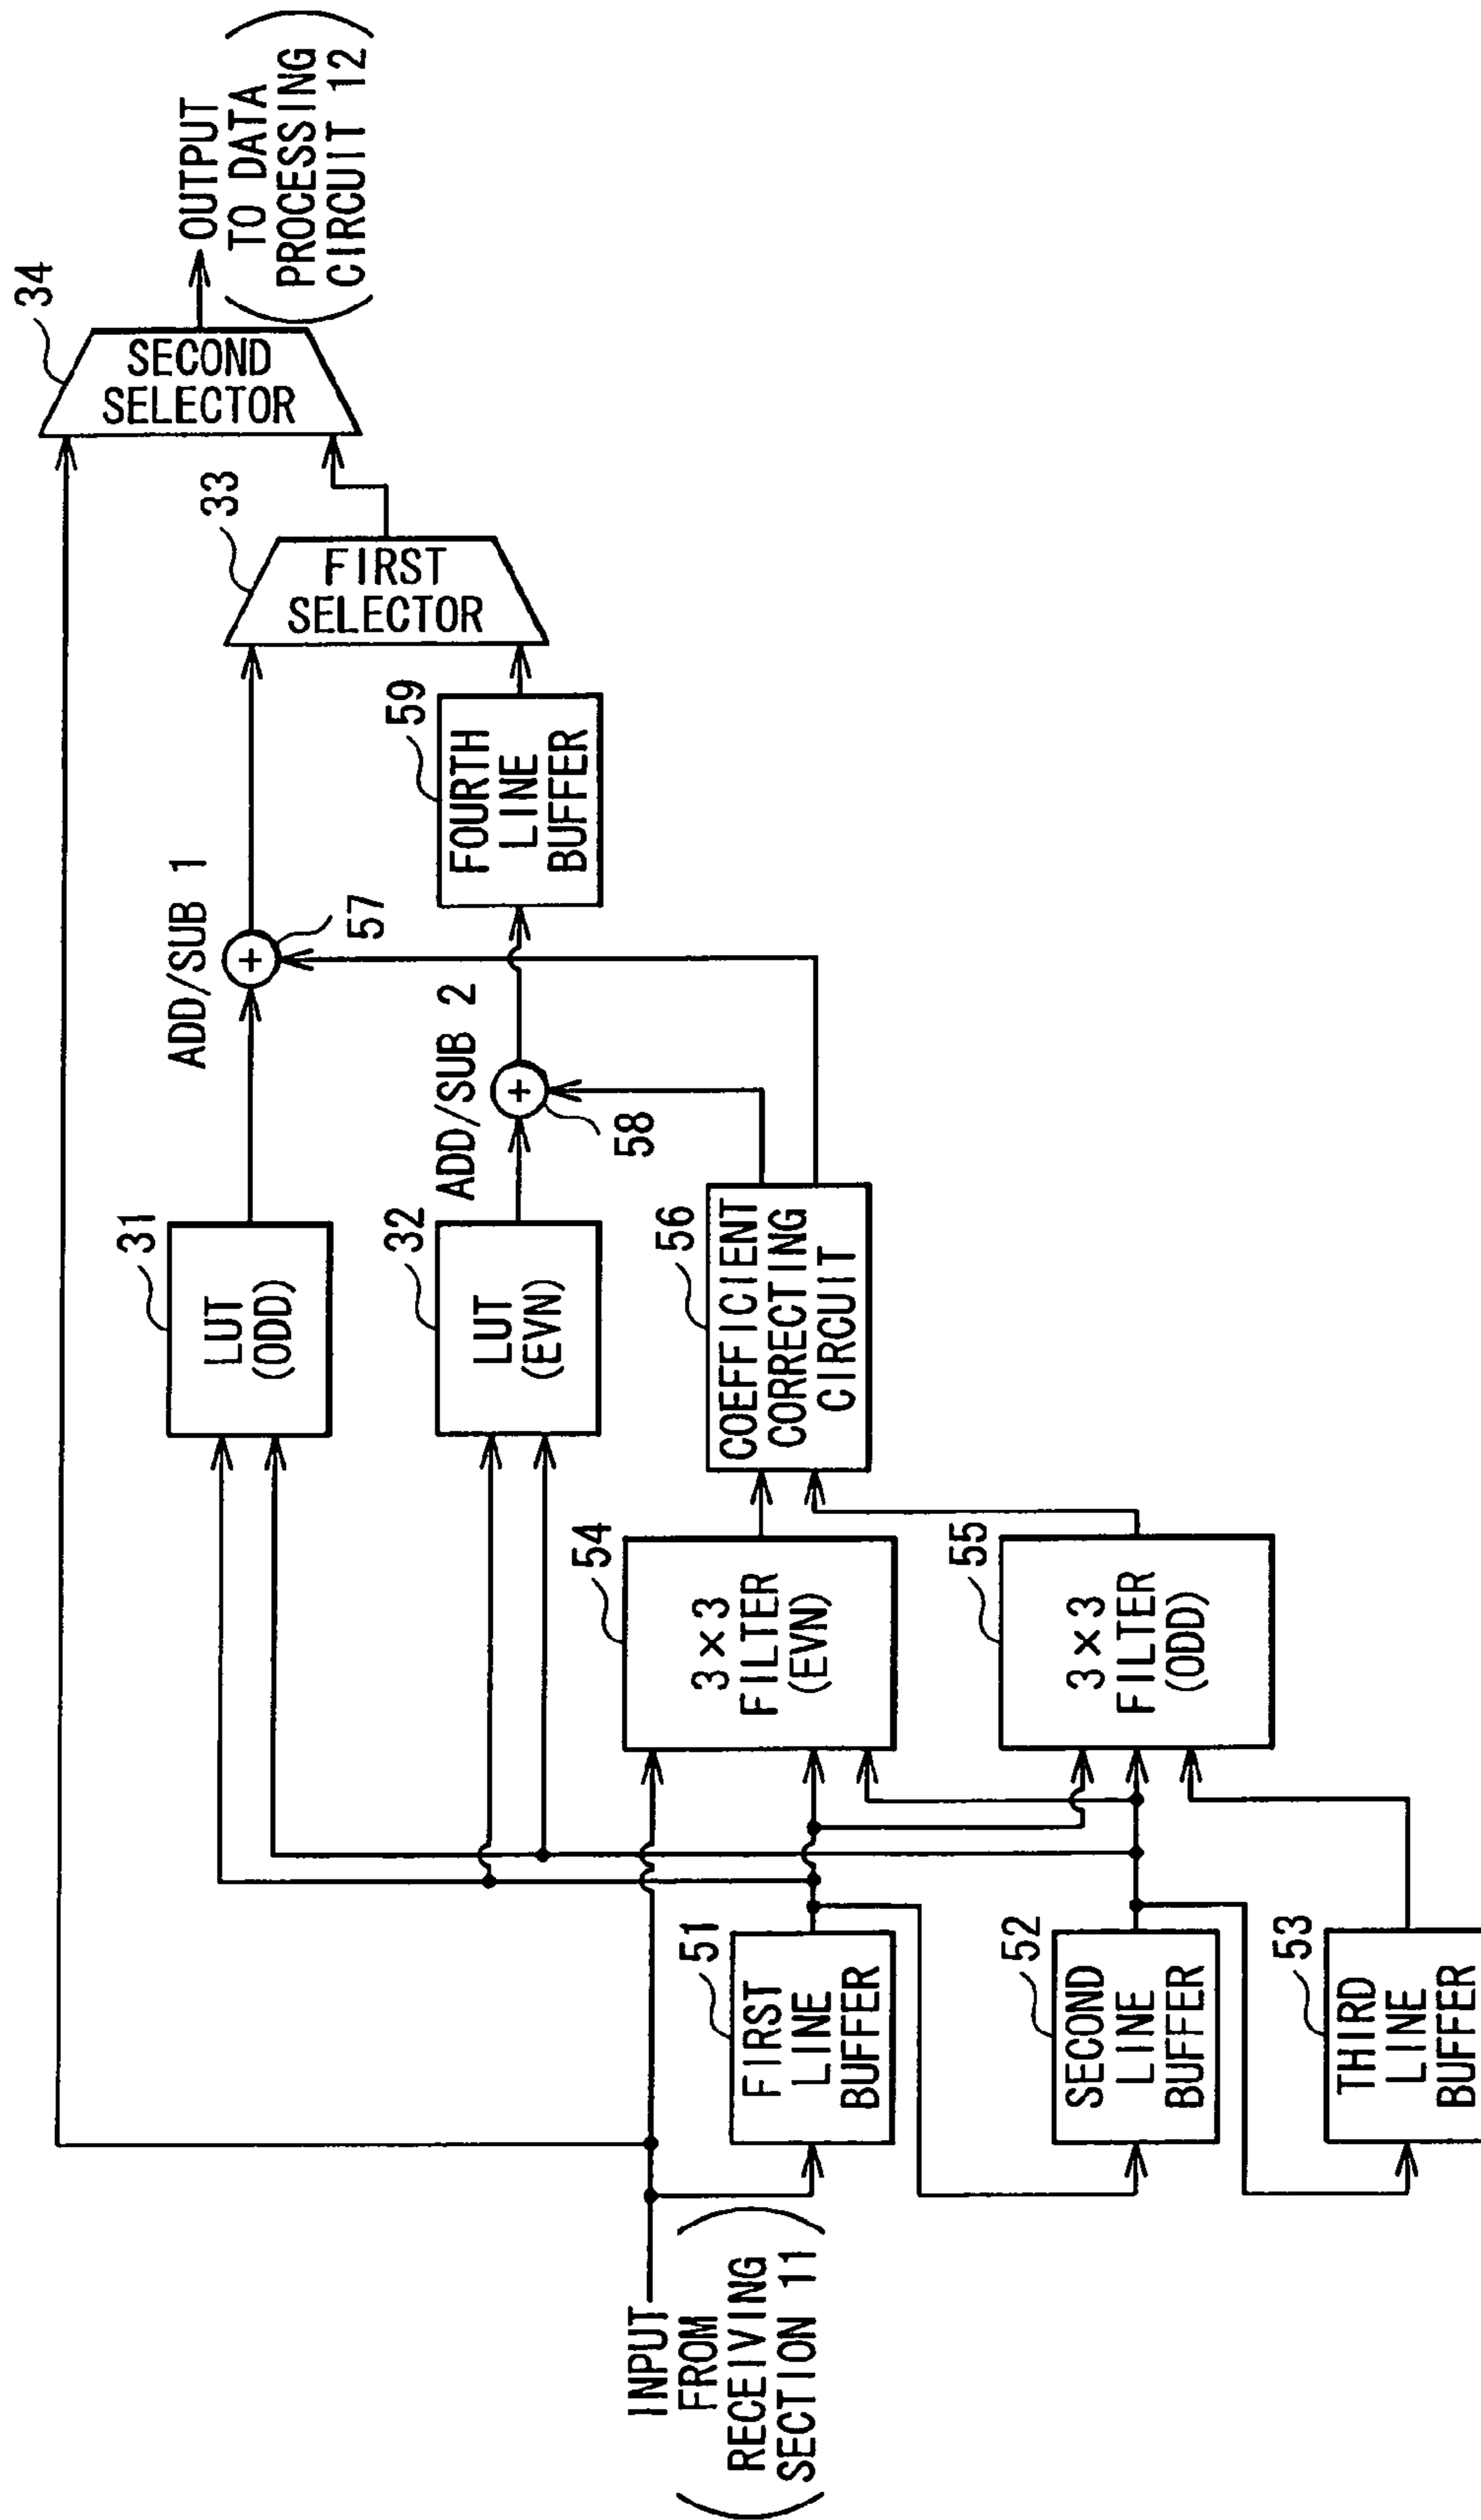 INPUT
FROM
RECEIVING
SECTION 11
51
FIRST
LINE
BUFFER
52
SECOND
LINE
BUFFER
53
THIRD
LINE
BUFFER
54
3×3
FILTER
(EVN)
55
3×3
FILTER
(ODD)
31
LUT
(ODD)
32
LUT
(EVN)
56
COEFFICIENT
CORRECTING
CIRCUIT
ADD/SUB 1
+
57
ADD/SUB 2
+
58
59
FOURTH
LINE
BUFFER
33
FIRST
SELECTOR
34
SECOND
SELECTOR
OUTPUT
TO DATA
PROCESSING
CIRCUIT 12